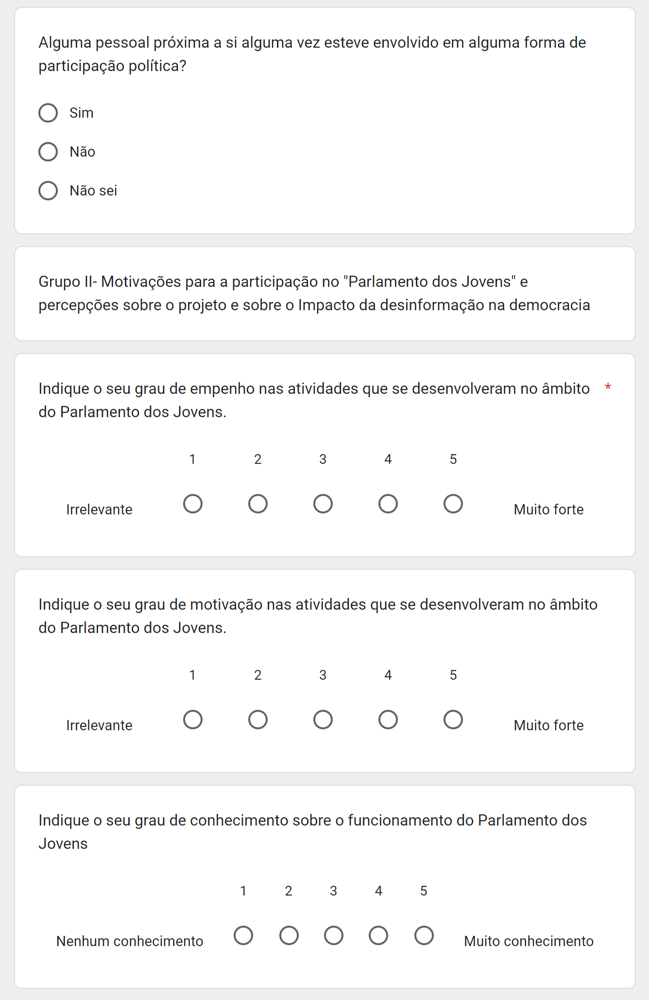 Alguma pessoal próxima a si alguma vez esteve envolvido em alguma forma de
participação política?
Sim
Não
Não sei
Grupo II- Motivações para a participação no "Parlamento dos Jovens" e
percepções sobre o projeto e sobre o Impacto da desinformação na democracia
Indique o seu grau de empenho nas atividades que se desenvolveram no âmbito *
do Parlamento dos Jovens.
1 2 3 4 5
Irrelevante Muito forte
Indique o seu grau de motivação nas atividades que se desenvolveram no âmbito
do Parlamento dos Jovens.
1 2 3 4 5
Irrelevante Muito forte
Indique o seu grau de conhecimento sobre o funcionamento do Parlamento dos
Jovens
1 2 3 4 5
Nenhum conhecimento Muito conhecimento